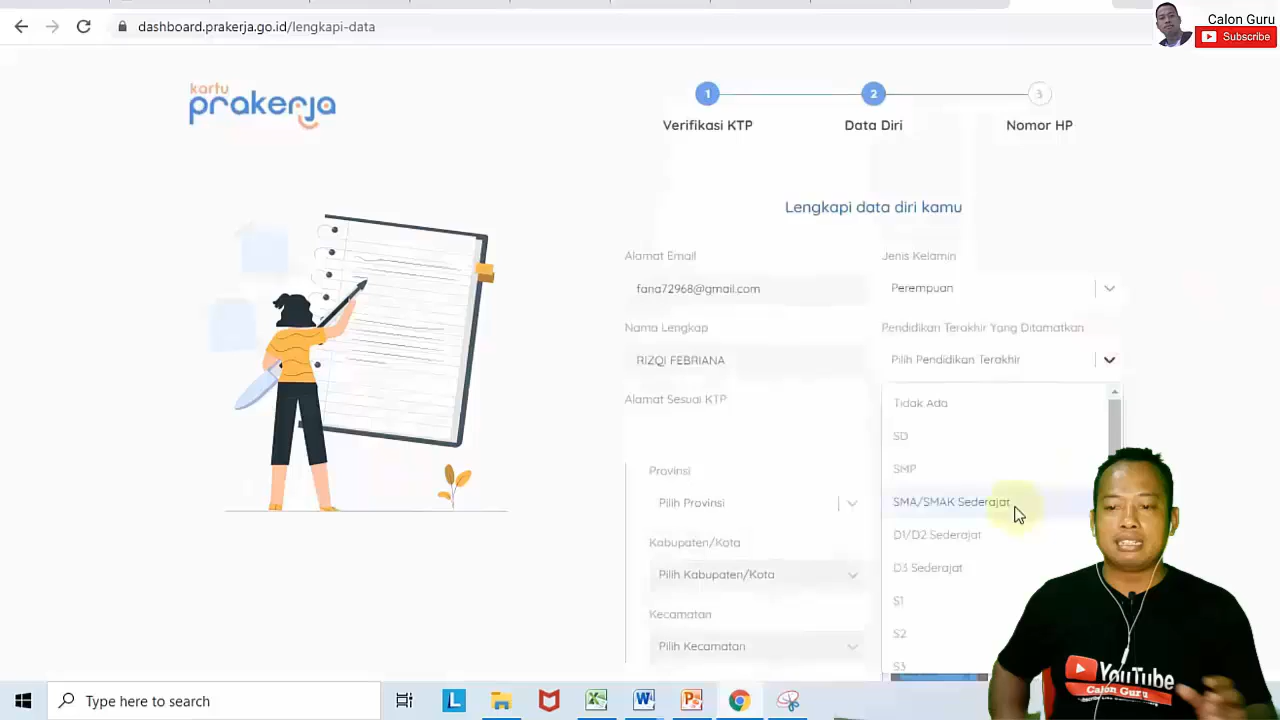 dashboard.prakerja.go.id/lengkapi-data
Calon Guru
Subscribe
kartu
prakerja
1
2
3
Verifikasi KTP
Data Diri
Nomor HP
Lengkapi data diri kamu
Alamat Email
Jenis Kelamin
fana72968@gmail.com
Perempuan
Nama Lengkap
Pendidikan Terakhir Yang Ditamatkan
RIZQI FEBRIANA
Pilih Pendidikan Terakhir
Alamat Sesuai KTP
Tidak Ada
SD
SMP
SMA/SMAK Sederajat
D1/D2 Sederajat
D3 Sederajat
S1
S2
S3
Provinsi
Pilih Provinsi
Kabupaten/Kota
Pilih Kabupaten/Kota
Kecamatan
Pilih Kecamatan
YouTube
Calon Guru
Type here to search